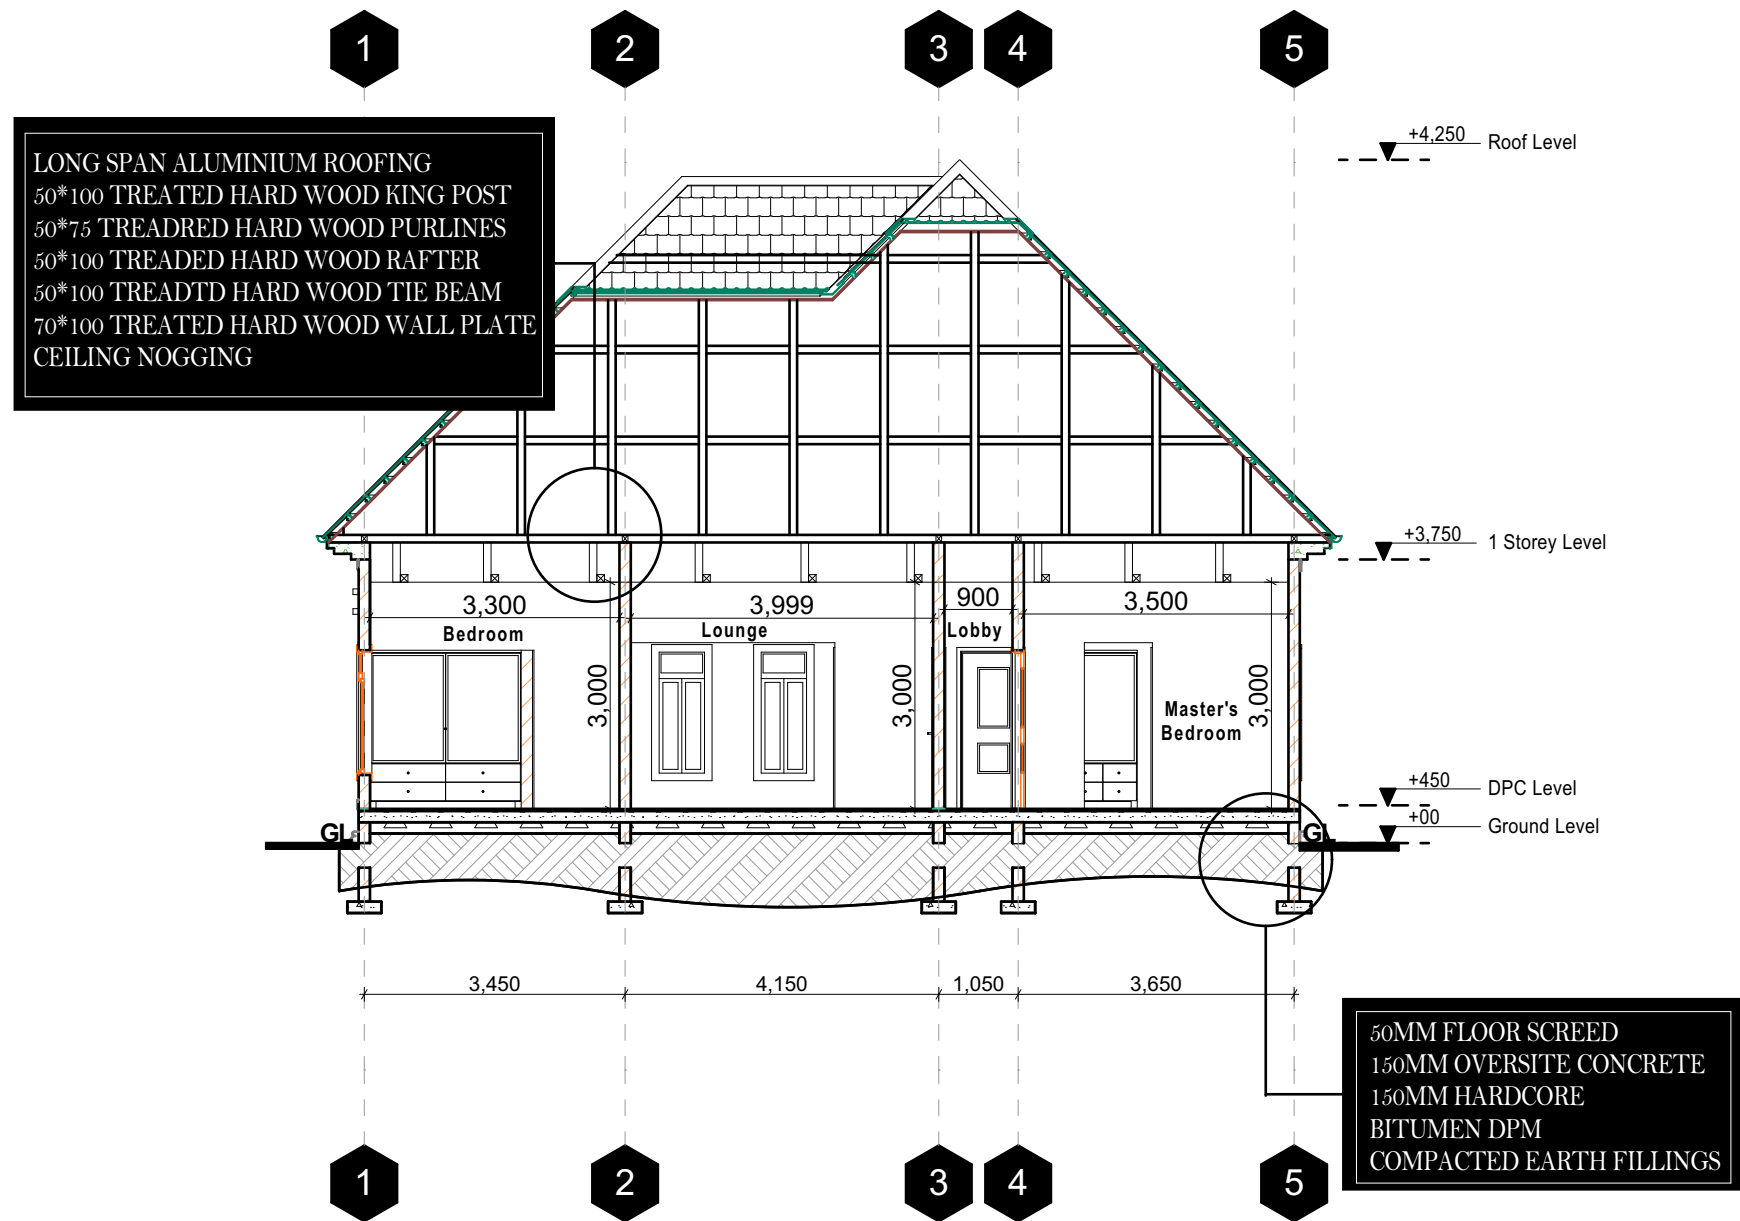 1
2
3
4
5
LONG SPAN ALUMINIUM ROOFING
50*100 TREATED HARD WOOD KING POST
50*75 TREADRED HARD WOOD PURLINES
50*100 TREADED HARD WOOD RAFTER
50*100 TREADTD HARD WOOD TIE BEAM
70*100 TREATED HARD WOOD WALL PLATE
CEILING NOGGING
+4,250
Roof Level
+3,750
1 Storey Level
3,300
3,999
900
3,500
Bedroom
Lounge
Lobby
3,000
3,000
3,000
Master's
Bedroom
+450
DPC Level
+00
Ground Level
GL
GL
3,450
4,150
1,050
3,650
50MM FLOOR SCREED
150MM OVERSITE CONCRETE
150MM HARDCORE
BITUMEN DPM
COMPACTED EARTH FILLINGS
1
2
3
4
5